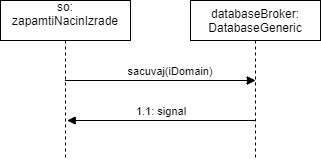 so:
zapamtiNacinIzrade
databaseBroker:
DatabaseGeneric
sacuvaj(iDomain)
1.1: signal